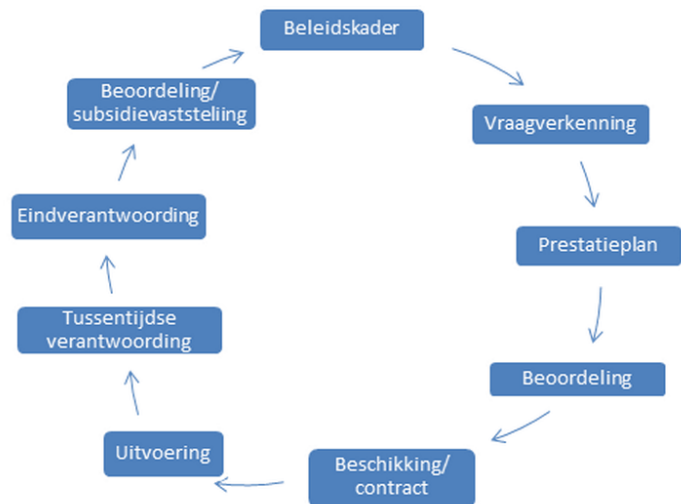 Beleidskader
Vraagverkenning
Prestatieplan
Beoordeling
Beschikking/
contract
Uitvoering
Tussentijdse
verantwoording
Eindverantwoording
Beoordeling/
subsidievaststeliing